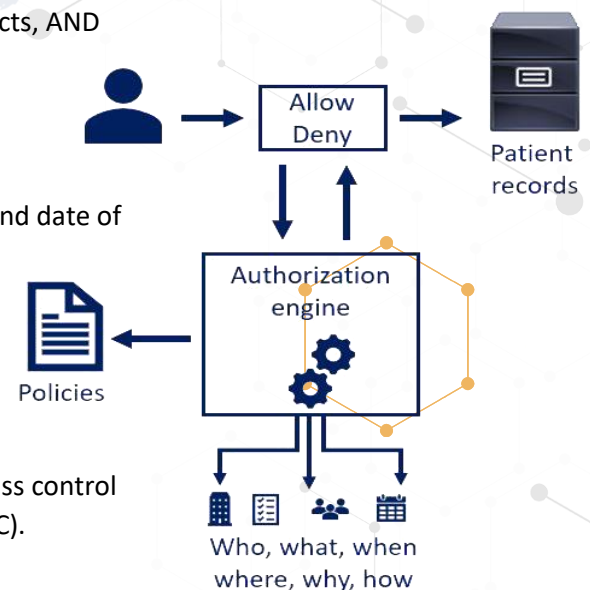 cts, AND
Allow
Deny
Patient
records
nd date of
Authorization
engine
Policies
ss control
C).
Who, what, when
where, why, how